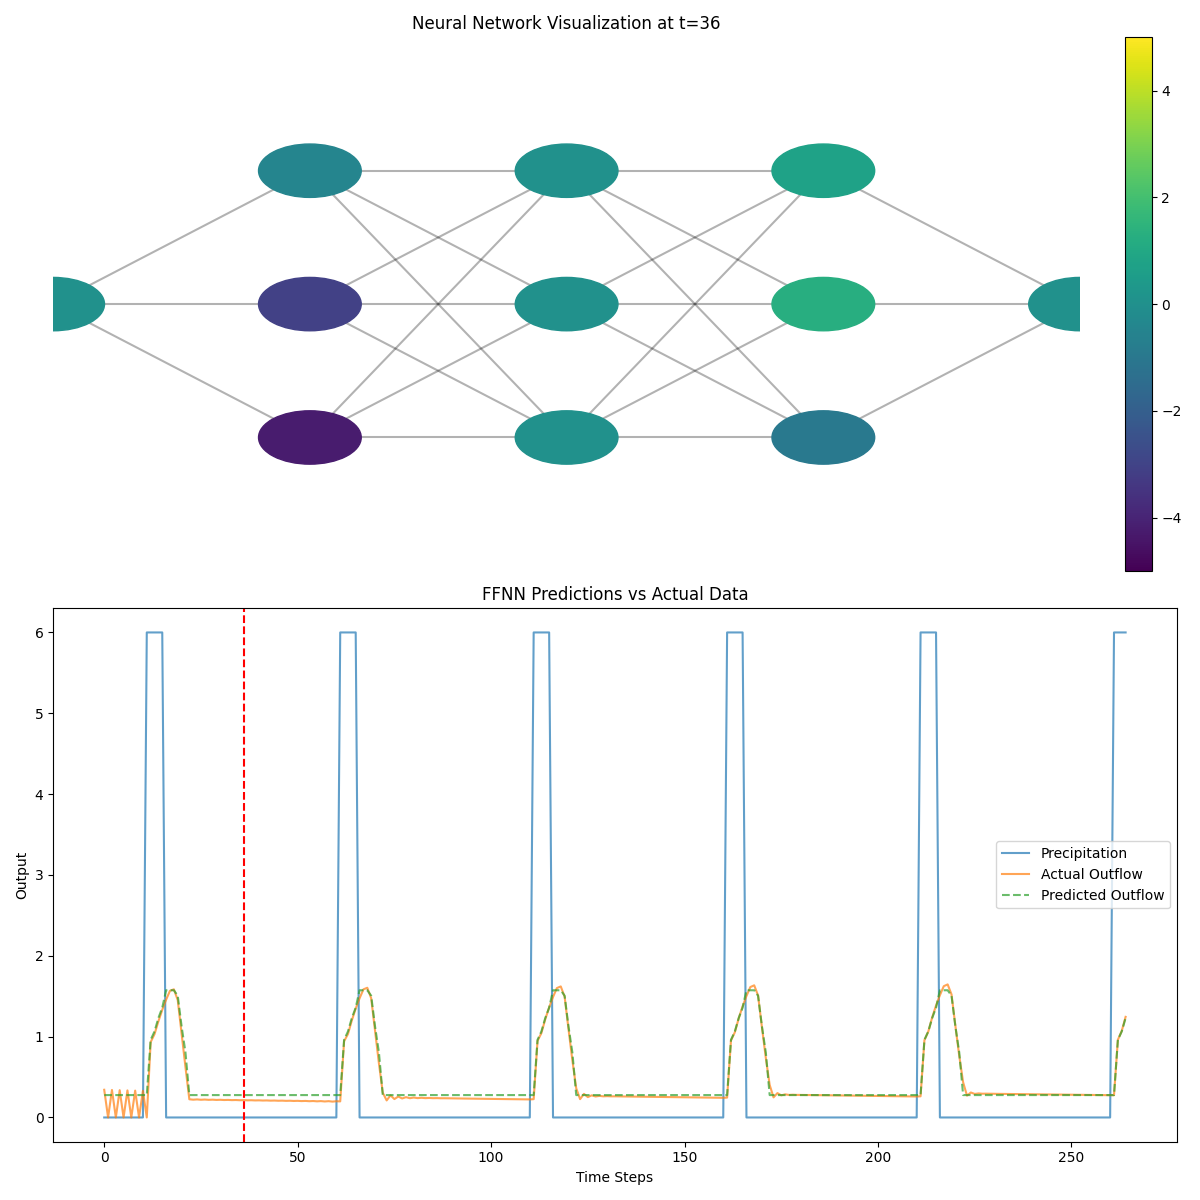 Neural Network Visualization at t=36
4
2
0
−2
−4
FFNN Predictions vs Actual Data
Output
6
5
4
3
2
1
0
Precipitation
Actual Outflow
Predicted Outflow
0 50 100 150 200 250
Time Steps